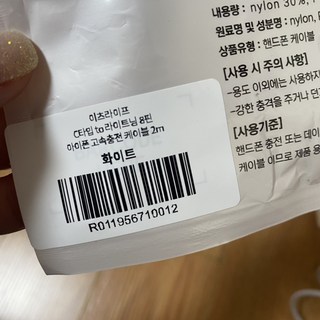 내용량 : nylon 30%,
원료명 및 성분명 : nylon,
상품유형 : 핸드폰 케이블
[사용 시 주의 사항]
-용도 이외에는 사용하지
-강한 충격을 주거나 던
[사용기준]
핸드폰 충전 또는 데
케이블 이므로 제품 용
이츠라이프
C타입 to 라이트닝 8핀
아이폰 고속충전 케이블 2m
화이트
R011956710012